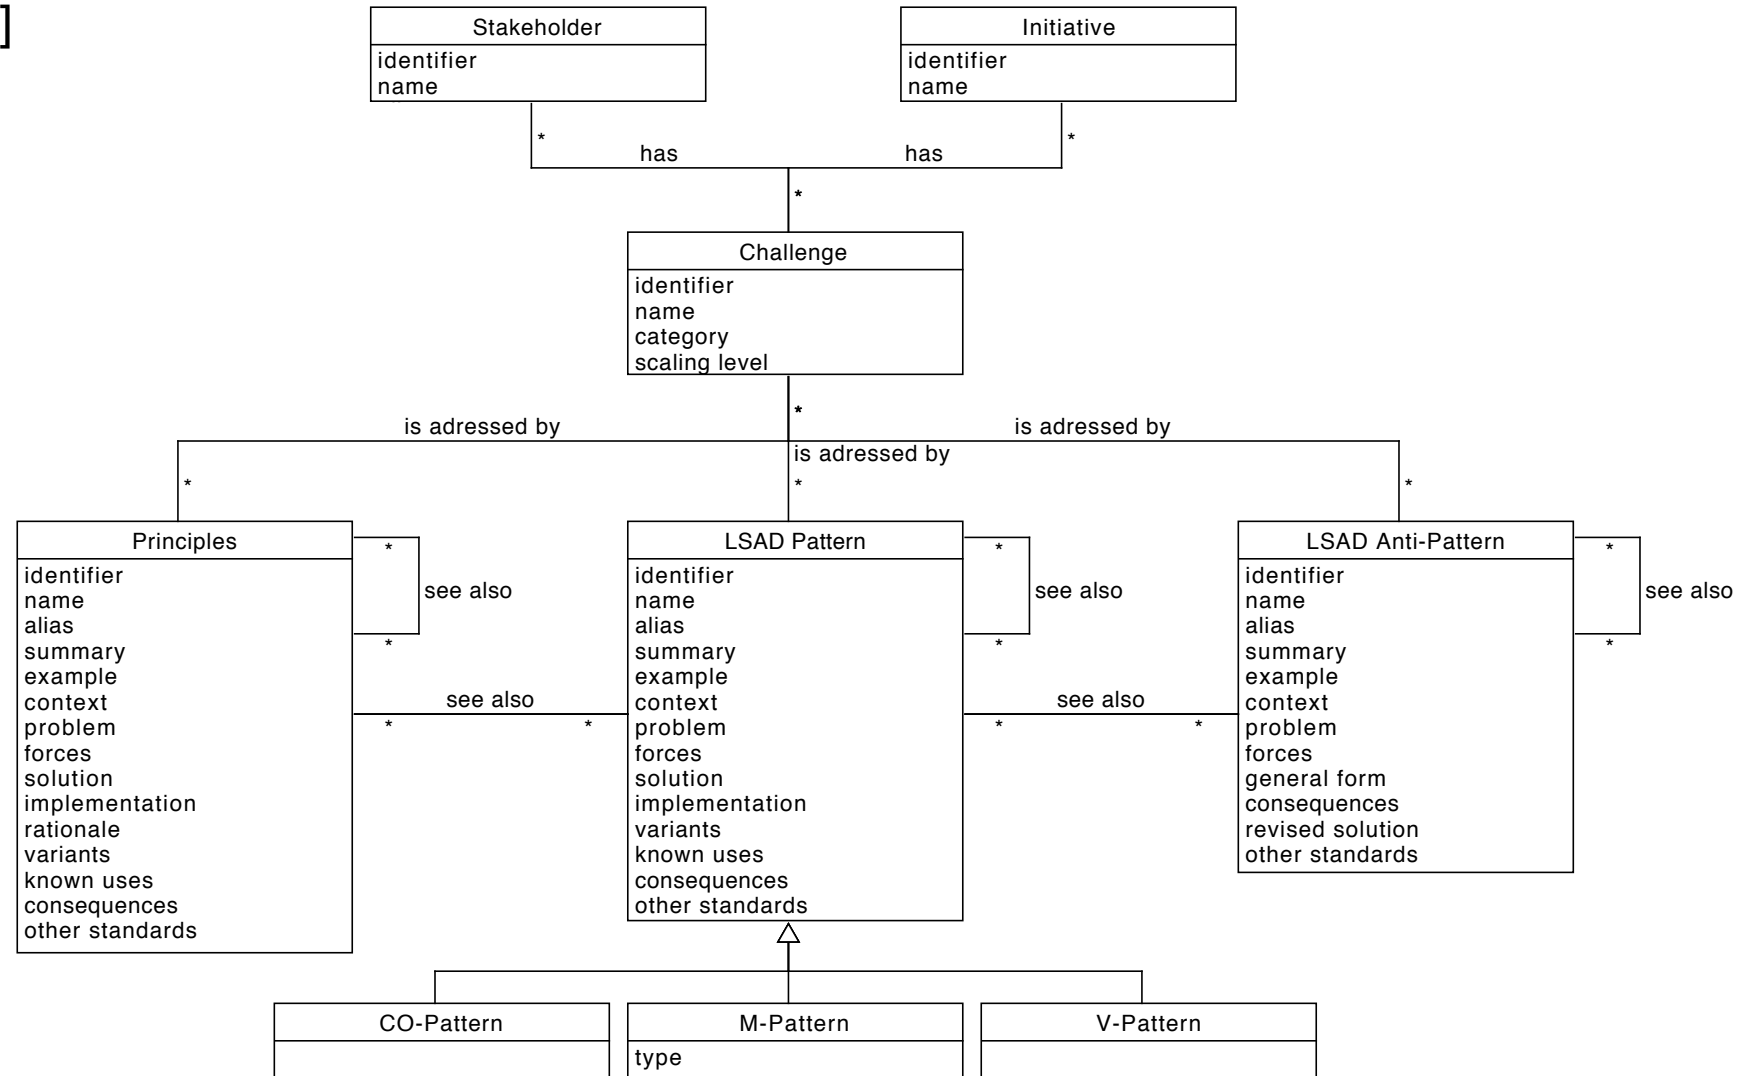 ]
Stakeholder
identifier
name
Initiative
identifier
name
*
*
has
has
*
Challenge
identifier
name
category
scaling level
*
is adressed by
is adressed by
is adressed by
*
*
*
Principles
identifier
name
alias
summary
example
context
problem
forces
solution
implementation
rationale
variants
known uses
consequences
other standards
*
see also
*
see also
*
*
LSAD Pattern
identifier
name
alias
summary
example
context
problem
forces
solution
implementation
variants
known uses
consequences
other standards
*
see also
*
see also
*
*
LSAD Anti-Pattern
identifier
name
alias
summary
example
context
problem
forces
general form
consequences
revised solution
other standards
*
see also
*
CO-Pattern
M-Pattern
type
V-Pattern